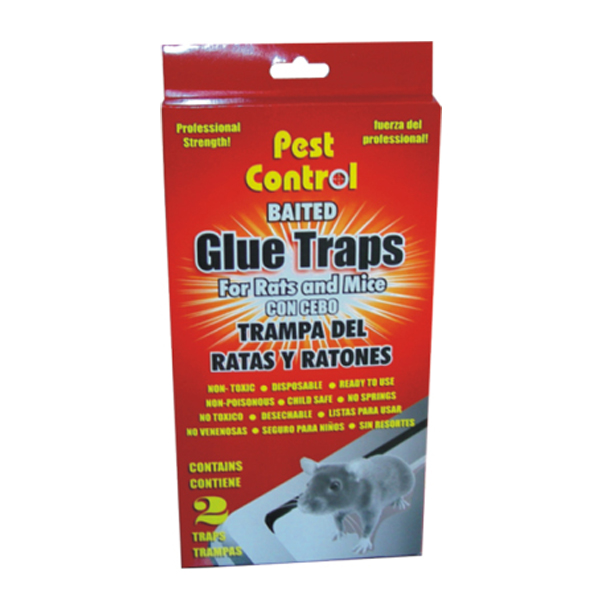 Professional
Strength!
fuerza del
professional!
Pest
Control
BAITED
Glue Traps
For Rats and Mice
CON CEBO
TRAMPA DEL
RATAS Y RATONES
NON-TOXIC • DISPOSABLE • READY TO USE
NON-POISONOUS • CHILD SAFE • NO SPRINGS
NO TOXICO • DESECHABLE • LISTAS PARA USAR
NO VENENOSAS • SEGURO PARA NIÑOS • SIN RESORTES
CONTAINS
CONTIENE
2
TRAPS
TRAMPAS